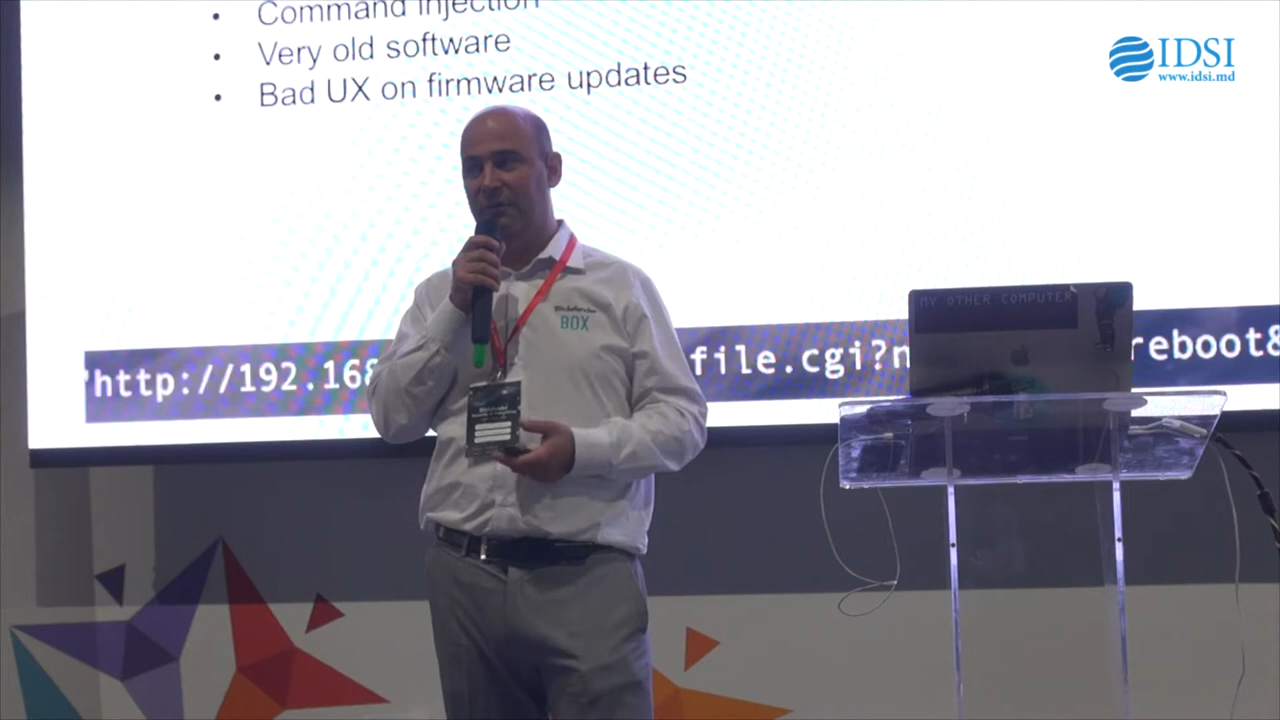 • Command injection
• Very old software
• Bad UX on firmware updates
IDSI
www.idsi.md
Bitdefender
BOX
MY OTHER COMPUTER
"http://192.168
file.cgi?n
reboot&